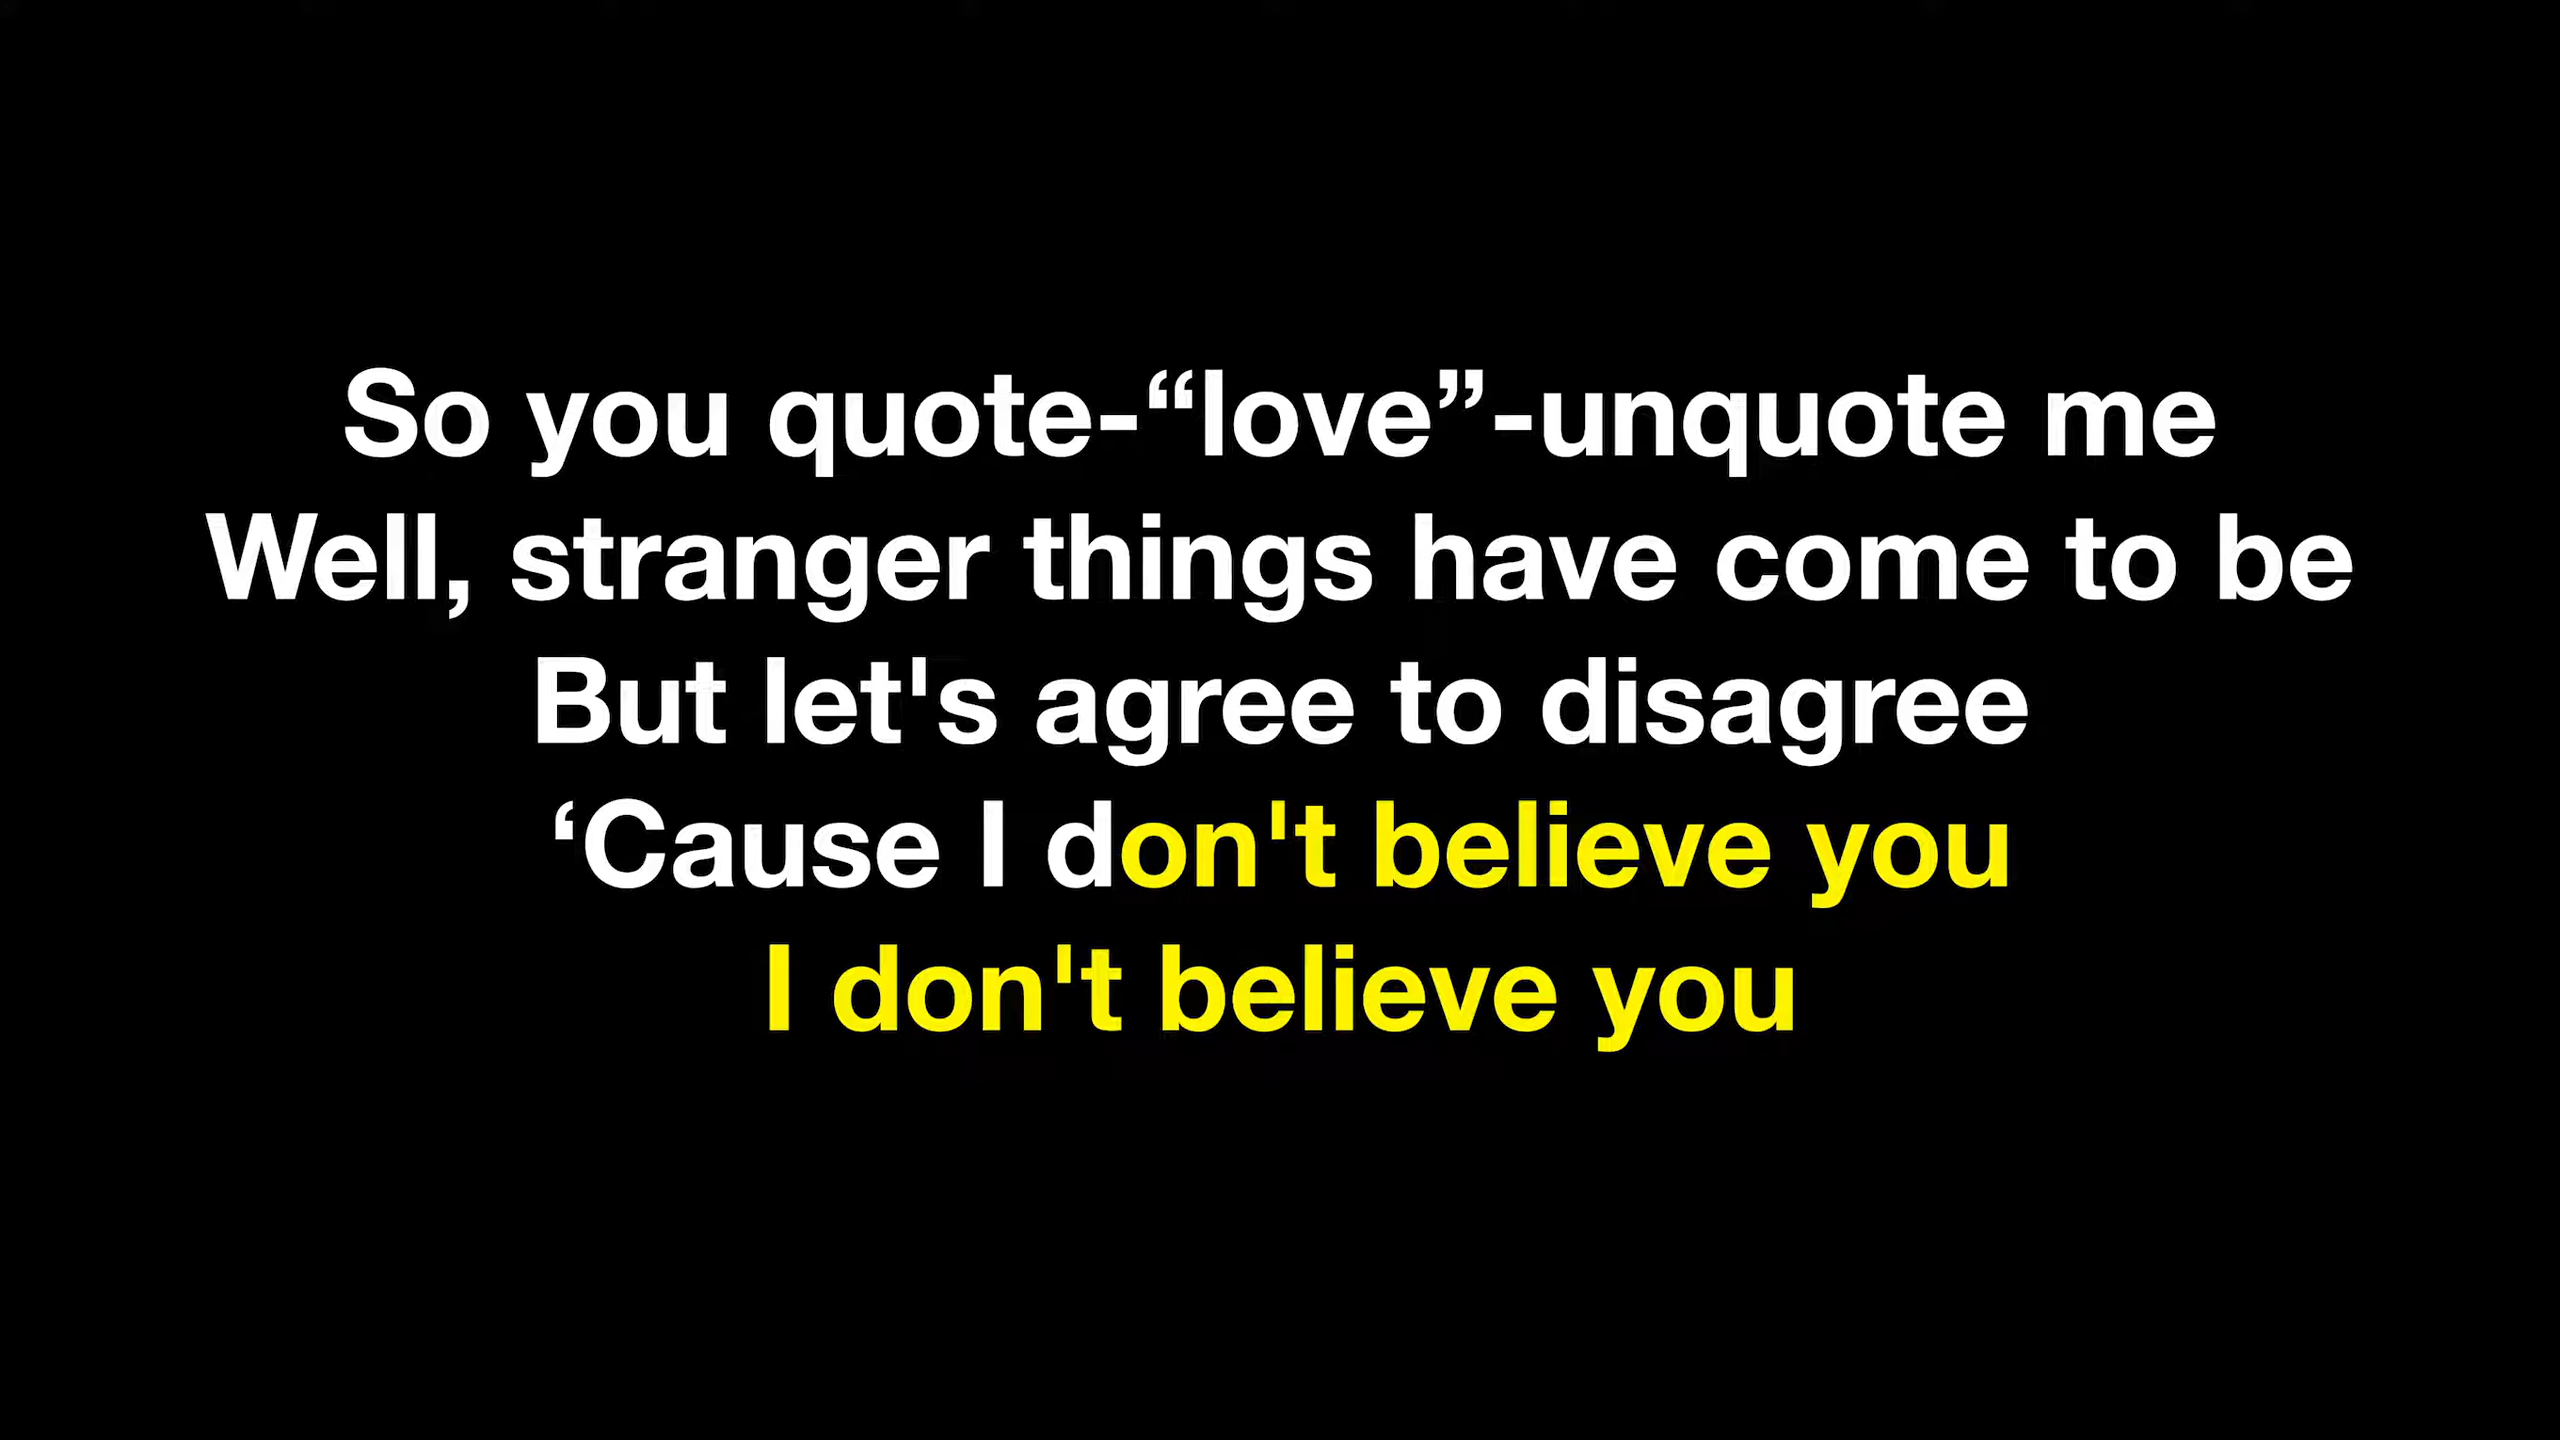 So you quote-“love”-unquote me
Well, stranger things have come to be
But let's agree to disagree
‘Cause I don't believe you
I don't believe you